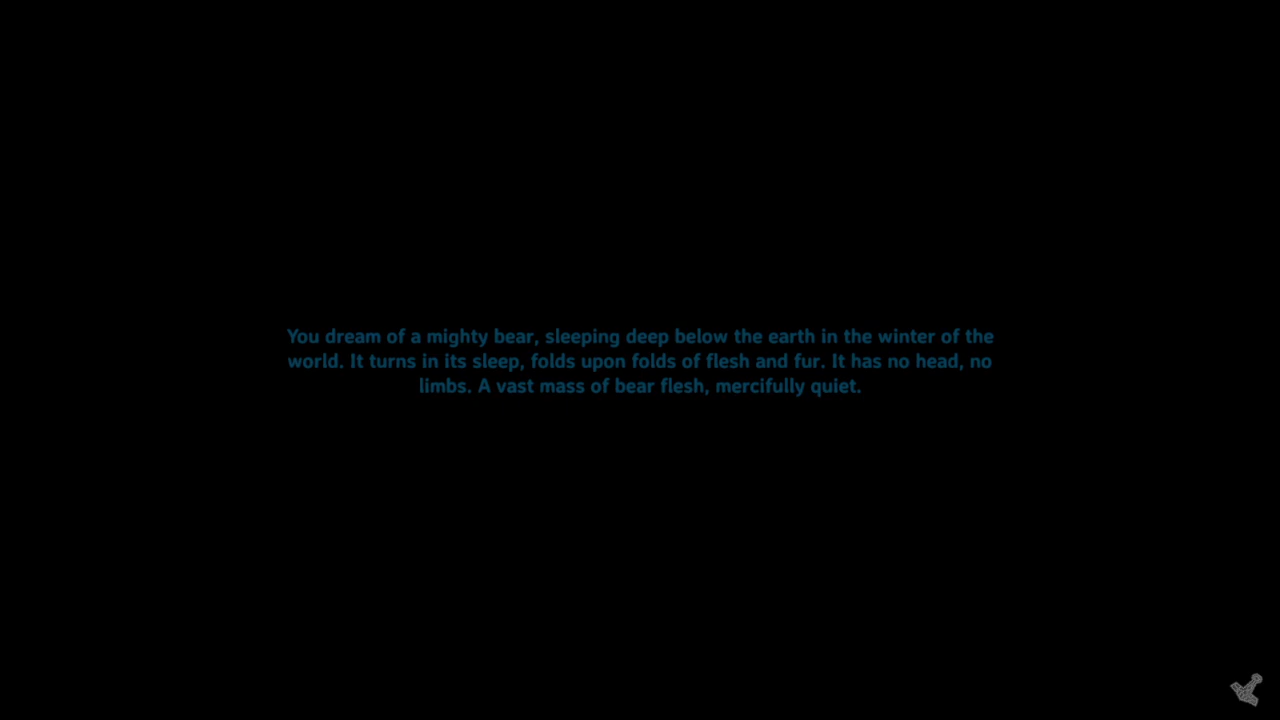 You dream of a mighty bear, sleeping deep below the earth in the winter of the
world. It turns in its sleep, folds upon folds of flesh and fur. It has no head, no
limbs. A vast mass of bear flesh, mercifully quiet.